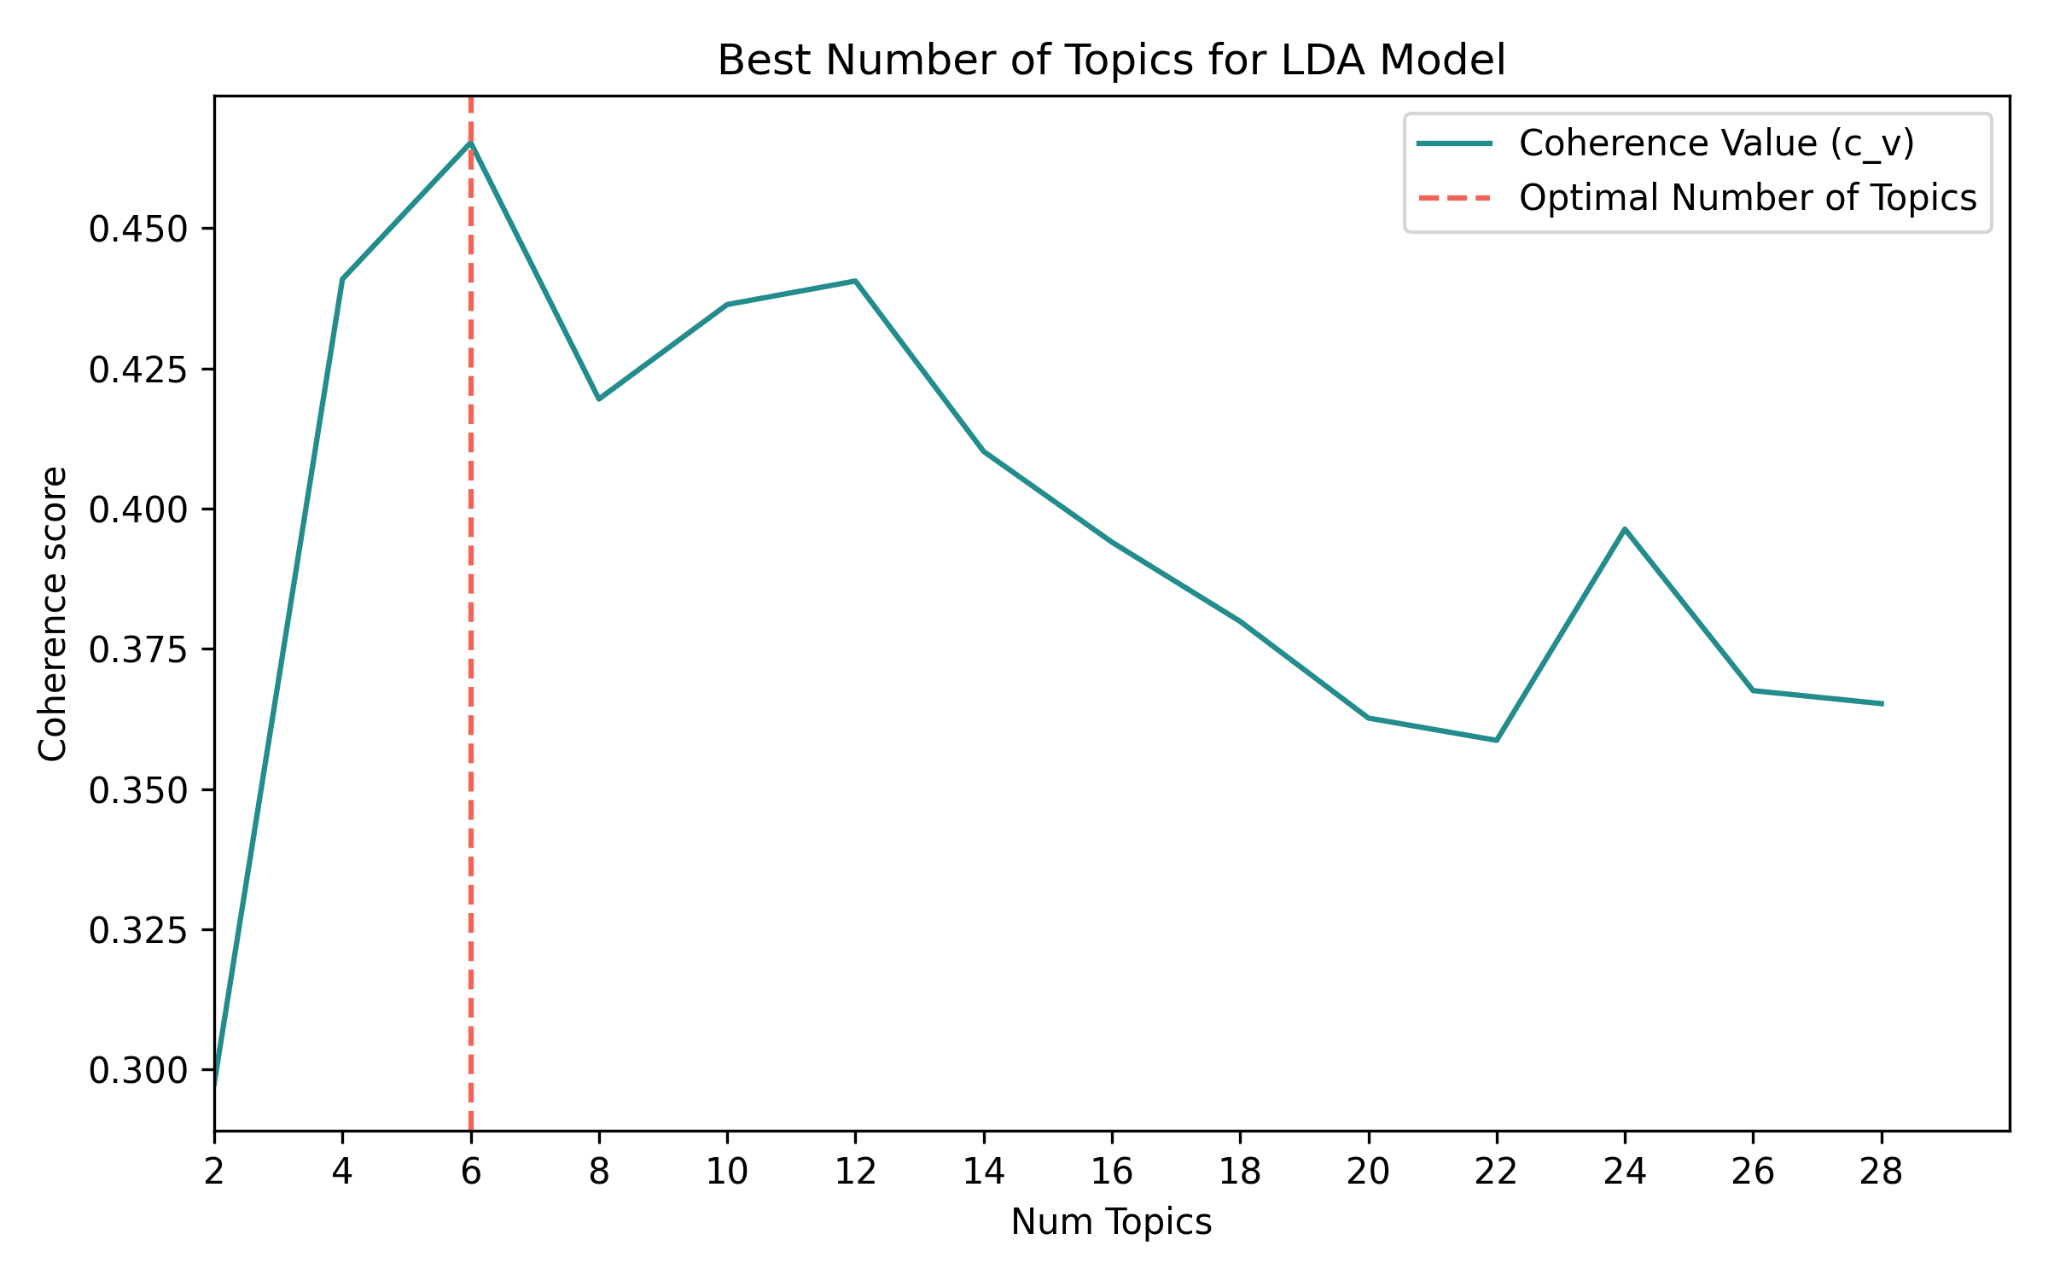 Best Number of Topics for LDA Model
Coherence Value (c_v)
Optimal Number of Topics
Coherence score
0.450
0.425
0.400
0.375
0.350
0.325
0.300
2 4 6 8 10 12 14 16 18 20 22 24 26 28
Num Topics